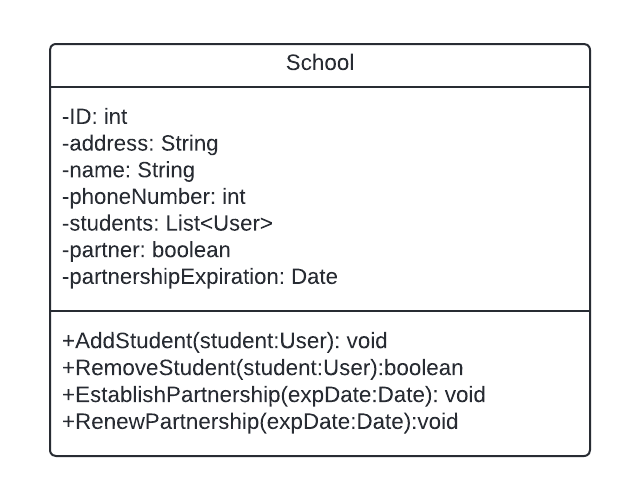 School
-ID: int
-address: String
-name: String
-phoneNumber: int
-students: List<User>
-partner: boolean
-partnershipExpiration: Date
+AddStudent(student:User): void
+RemoveStudent(student:User):boolean
+EstablishPartnership(expDate:Date): void
+RenewPartnership(expDate:Date):void